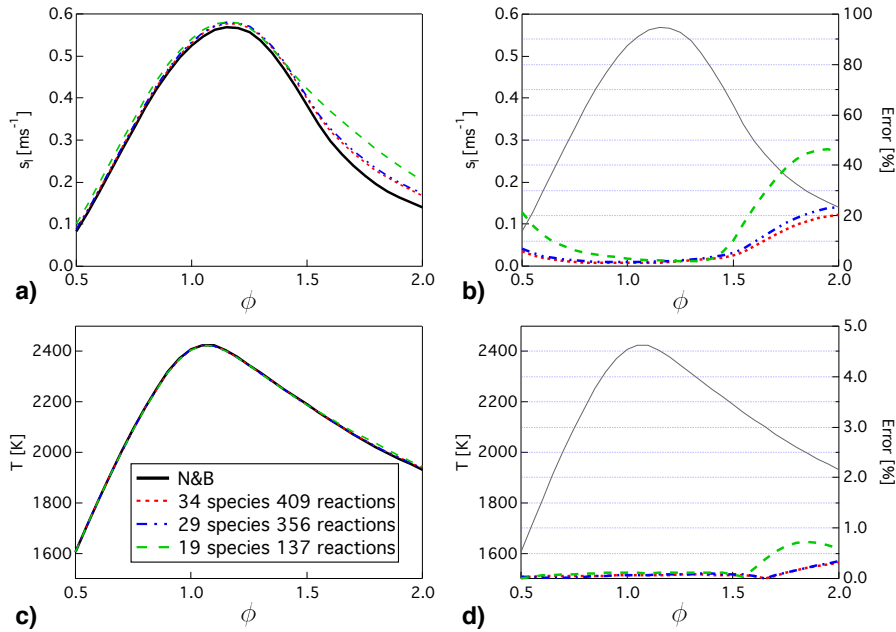 0.6
0.5
0.4
0.3
0.2
0.1
0.0
s_l [ms^-1]
0.5
1.0
1.5
2.0
ϕ
a)
0.6
0.5
0.4
0.3
0.2
0.1
0.0
s_l [ms^-1]
100
80
60
40
20
0
Error [%]
0.5
1.0
1.5
2.0
ϕ
b)
2400
2200
2000
1800
1600
T [K]
N&B
34 species 409 reactions
29 species 356 reactions
19 species 137 reactions
0.5
1.0
1.5
2.0
ϕ
c)
2400
2200
2000
1800
1600
T [K]
5.0
4.0
3.0
2.0
1.0
0.0
Error [%]
0.5
1.0
1.5
2.0
ϕ
d)